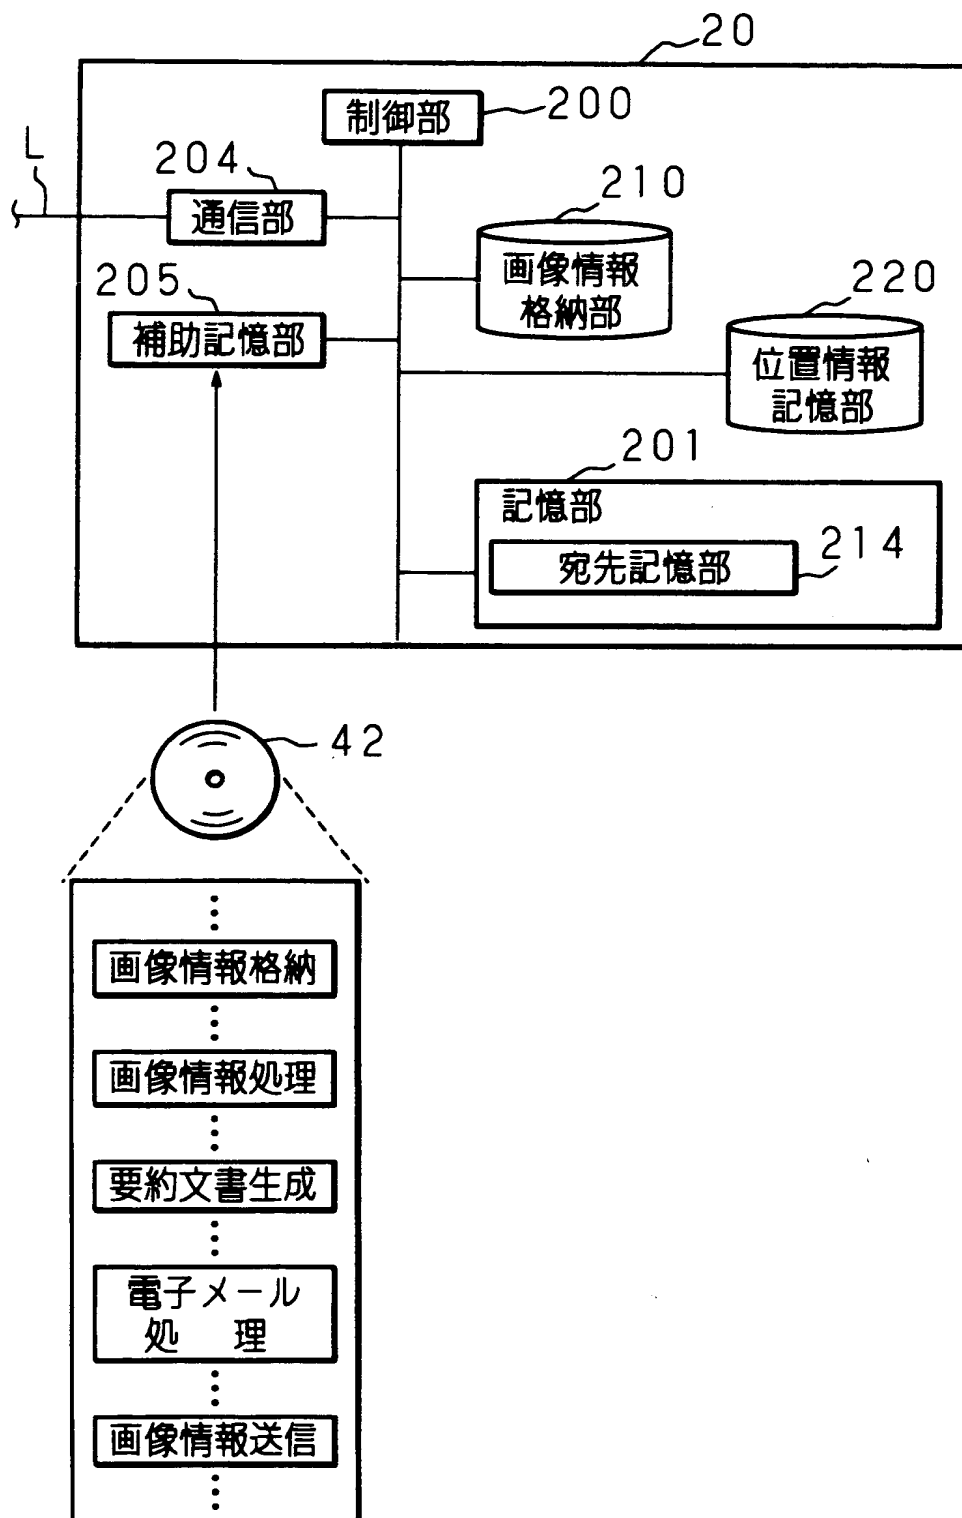 20
制御部
200
L
204
通信部
210
画像情報
格納部
205
補助記憶部
220
位置情報
記憶部
201
記憶部
宛先記憶部
214
42
画像情報格納
画像情報処理
要約文書生成
電子メール
処 理
画像情報送信